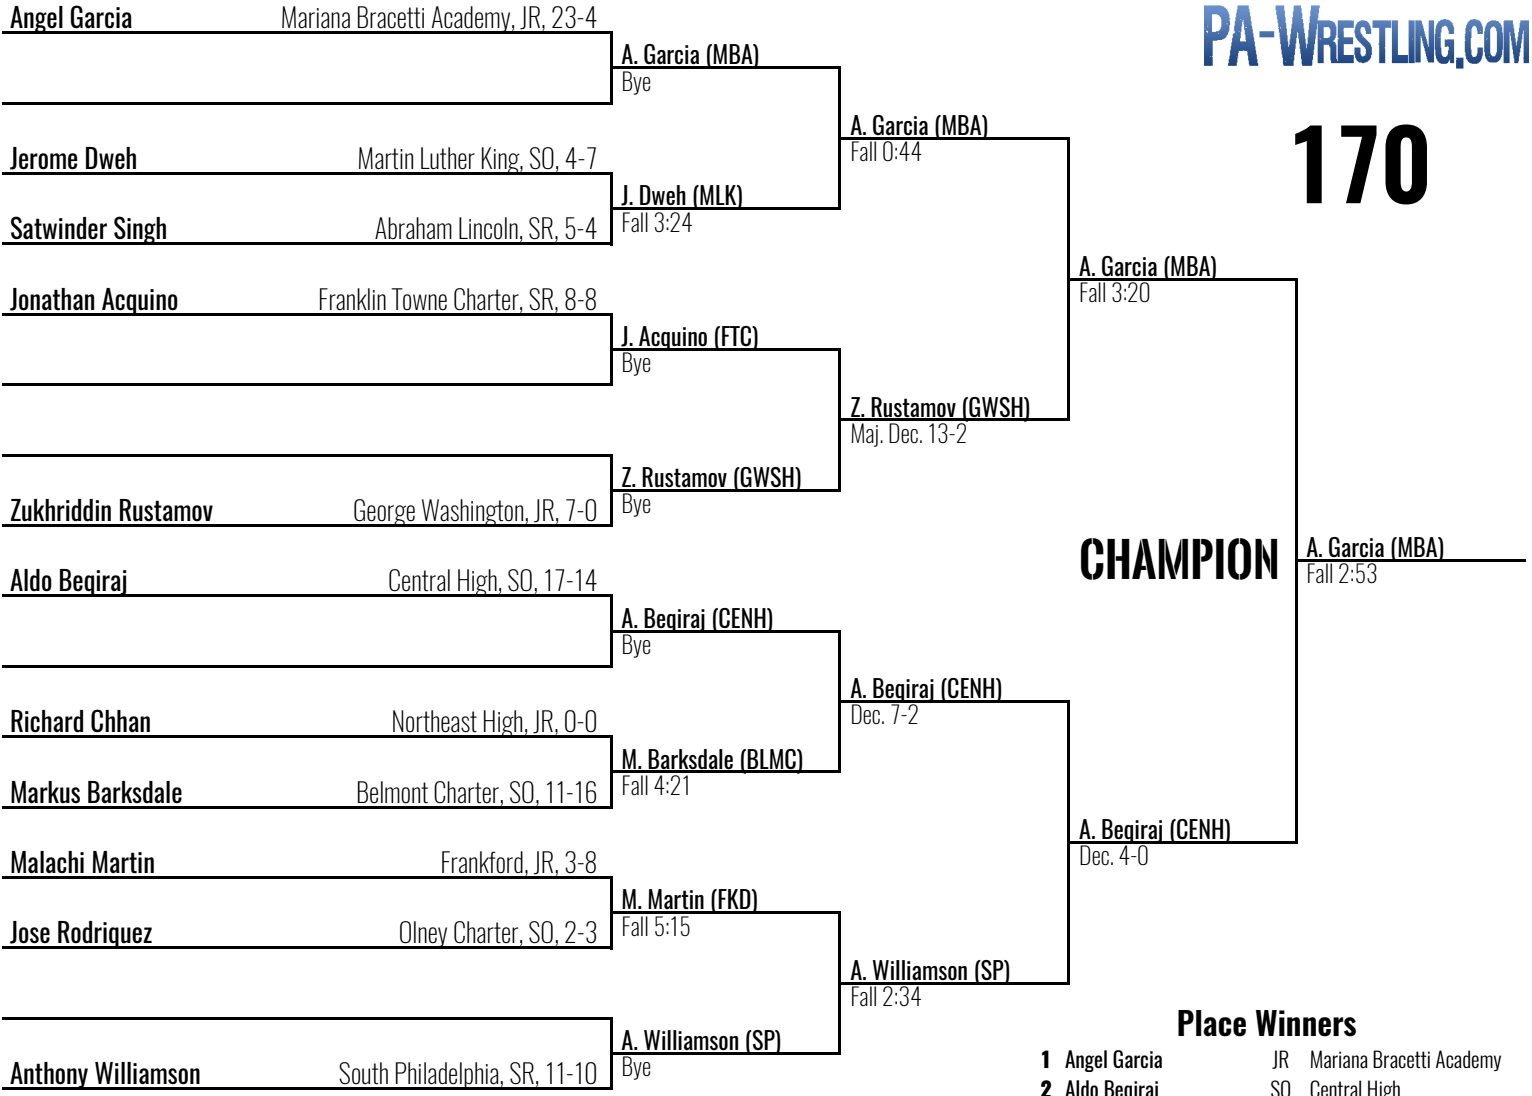 PA-WRESTLING.COM
170
Angel Garcia Mariana Bracetti Academy, JR, 23-4
A. Garcia (MBA)
Bye
A. Garcia (MBA)
Fall 0:44
Jerome Dweh Martin Luther King, SO, 4-7
J. Dweh (MLK)
Fall 3:24
Satwinder Singh Abraham Lincoln, SR, 5-4
A. Garcia (MBA)
Fall 3:20
Jonathan Acquino Franklin Towne Charter, SR, 8-8
J. Acquino (FTC)
Bye
Z. Rustamov (GWSH)
Maj. Dec. 13-2
Z. Rustamov (GWSH)
Bye
Zukhriddin Rustamov George Washington, JR, 7-0
CHAMPION
A. Garcia (MBA)
Fall 2:53
Aldo Beqiraj Central High, SO, 17-14
A. Beqiraj (CENH)
Bye
A. Beqiraj (CENH)
Dec. 7-2
Richard Chhan Northeast High, JR, 0-0
M. Barksdale (BLMC)
Fall 4:21
Markus Barksdale Belmont Charter, SO, 11-16
A. Beqiraj (CENH)
Dec. 4-0
Malachi Martin Frankford, JR, 3-8
M. Martin (FKD)
Fall 5:15
Jose Rodriquez Olney Charter, SO, 2-3
A. Williamson (SP)
Fall 2:34
A. Williamson (SP)
Bye
Anthony Williamson South Philadelphia, SR, 11-10
Place Winners
1 Angel Garcia JR Mariana Bracetti Academy
2 Aldo Beqiraj SO Central High